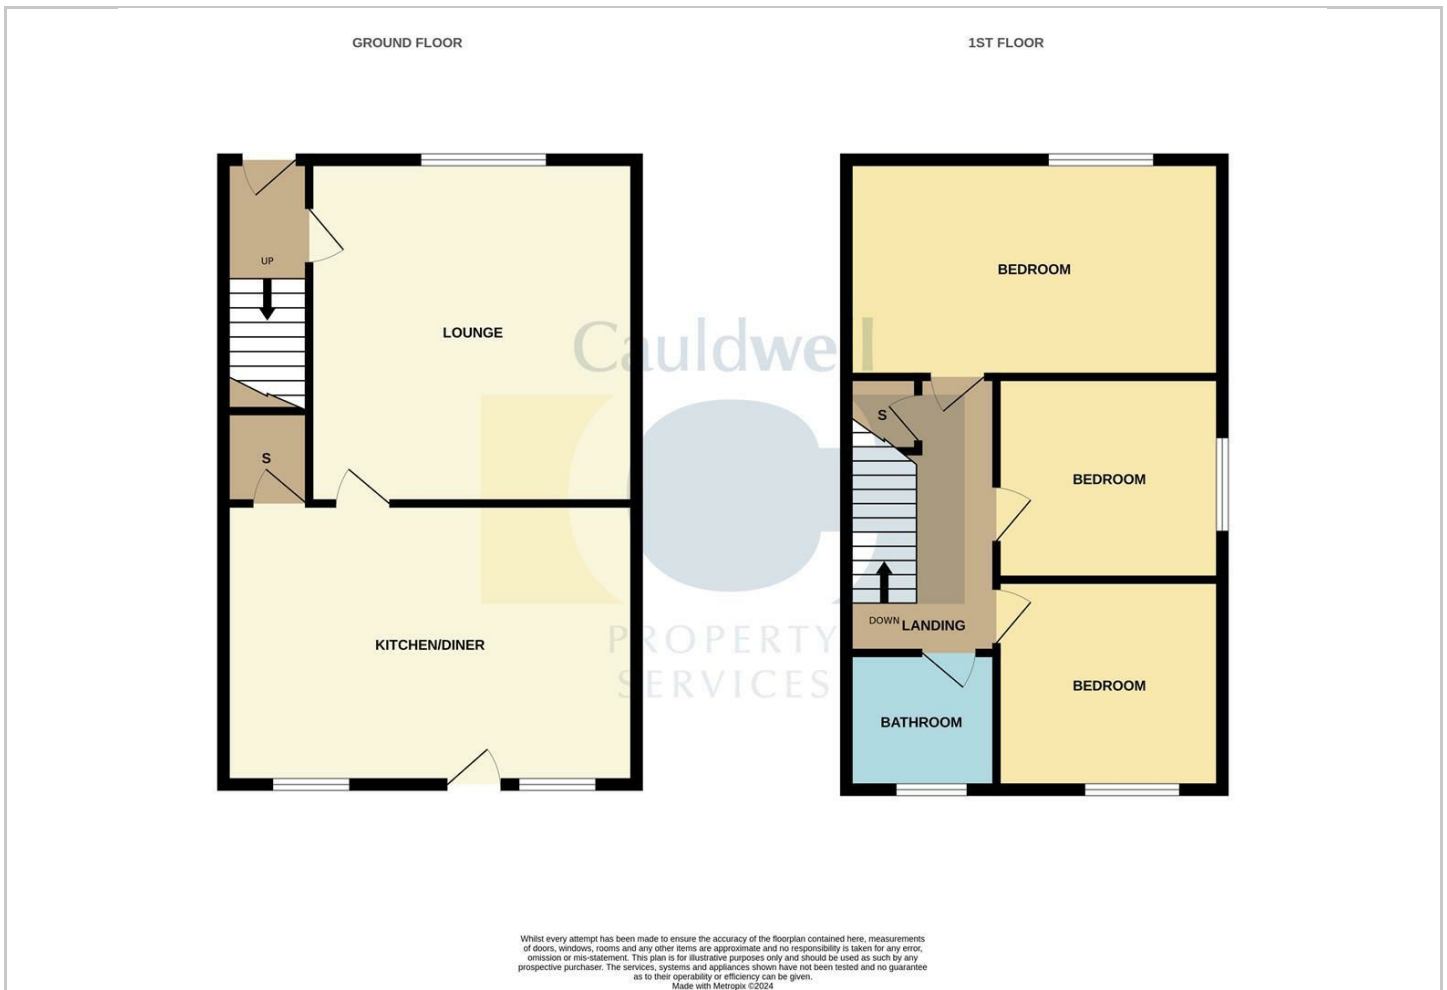 GROUND FLOOR
1ST FLOOR
UP
LOUNGE
S
KITCHEN/DINER
BEDROOM
S
BEDROOM
DOWN
LANDING
BEDROOM
BATHROOM
Cauldwell
PROPERTY
SERVICES
Whilst every attempt has been made to ensure the accuracy of the floorplan contained here, measurements
of doors, windows, rooms and any other items are approximate and no responsibility is taken for any error,
omission or mis-statement. This plan is for illustrative purposes only and should be used as such by any
prospective purchaser. The services, systems and appliances shown have not been tested and no guarantee
as to their operability or efficiency can be given.
Made with Metropix ©2024